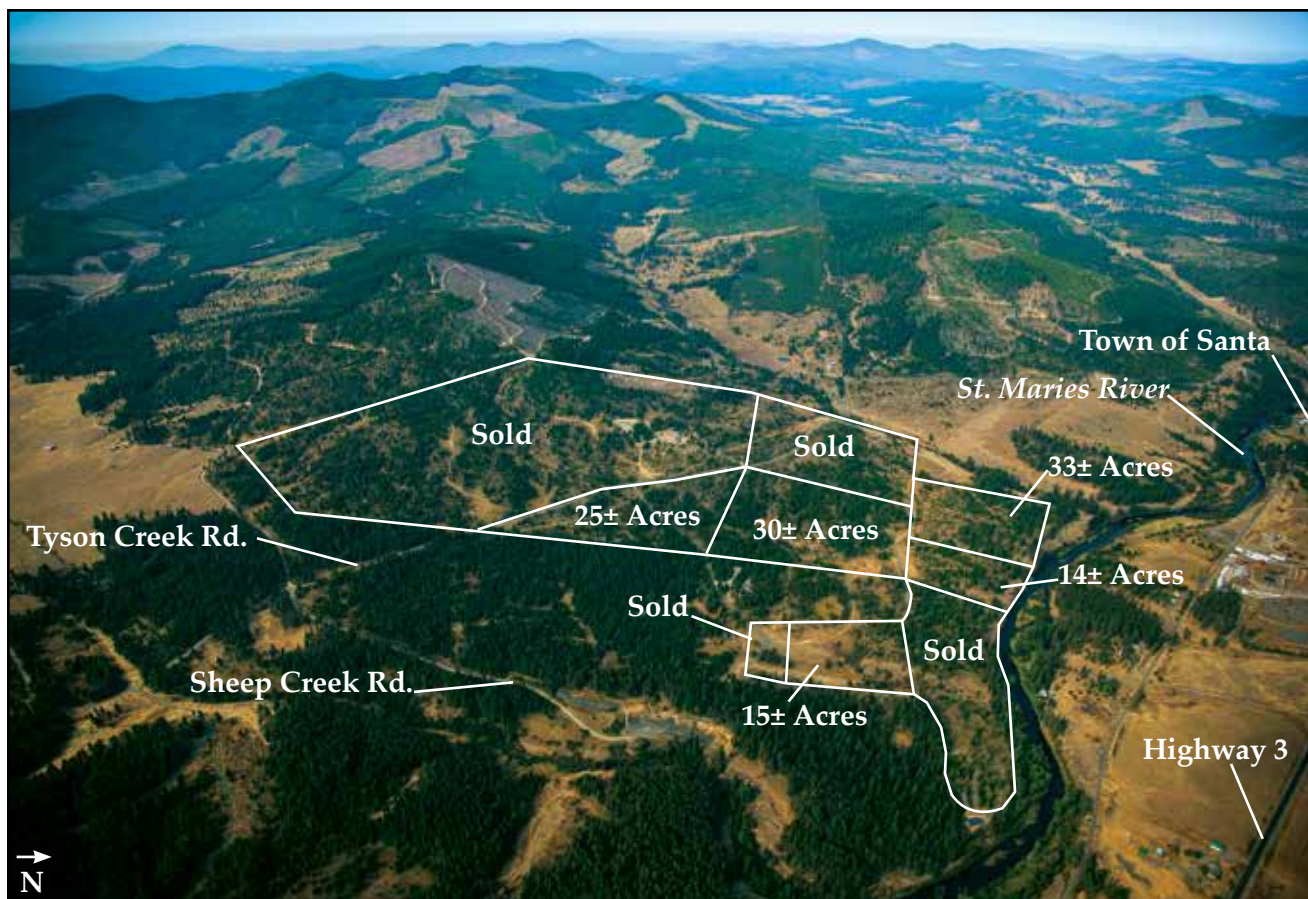 Town of Santa
St. Maries River
Sold
Sold
33± Acres
25± Acres
30± Acres
Tyson Creek Rd.
14± Acres
Sold
Sold
Sheep Creek Rd.
15± Acres
Highway 3
N